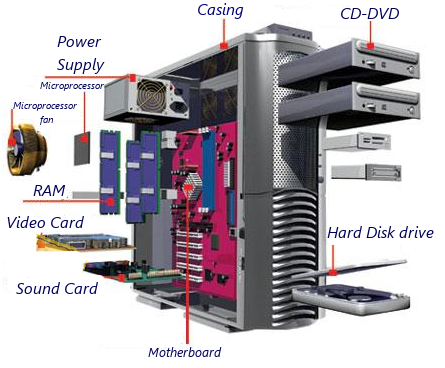 Casing
CD-DVD
Power
Supply
Microprocessor
Microprocessor
fan
RAM
Video Card
Hard Disk drive
Sound Card
Motherboard